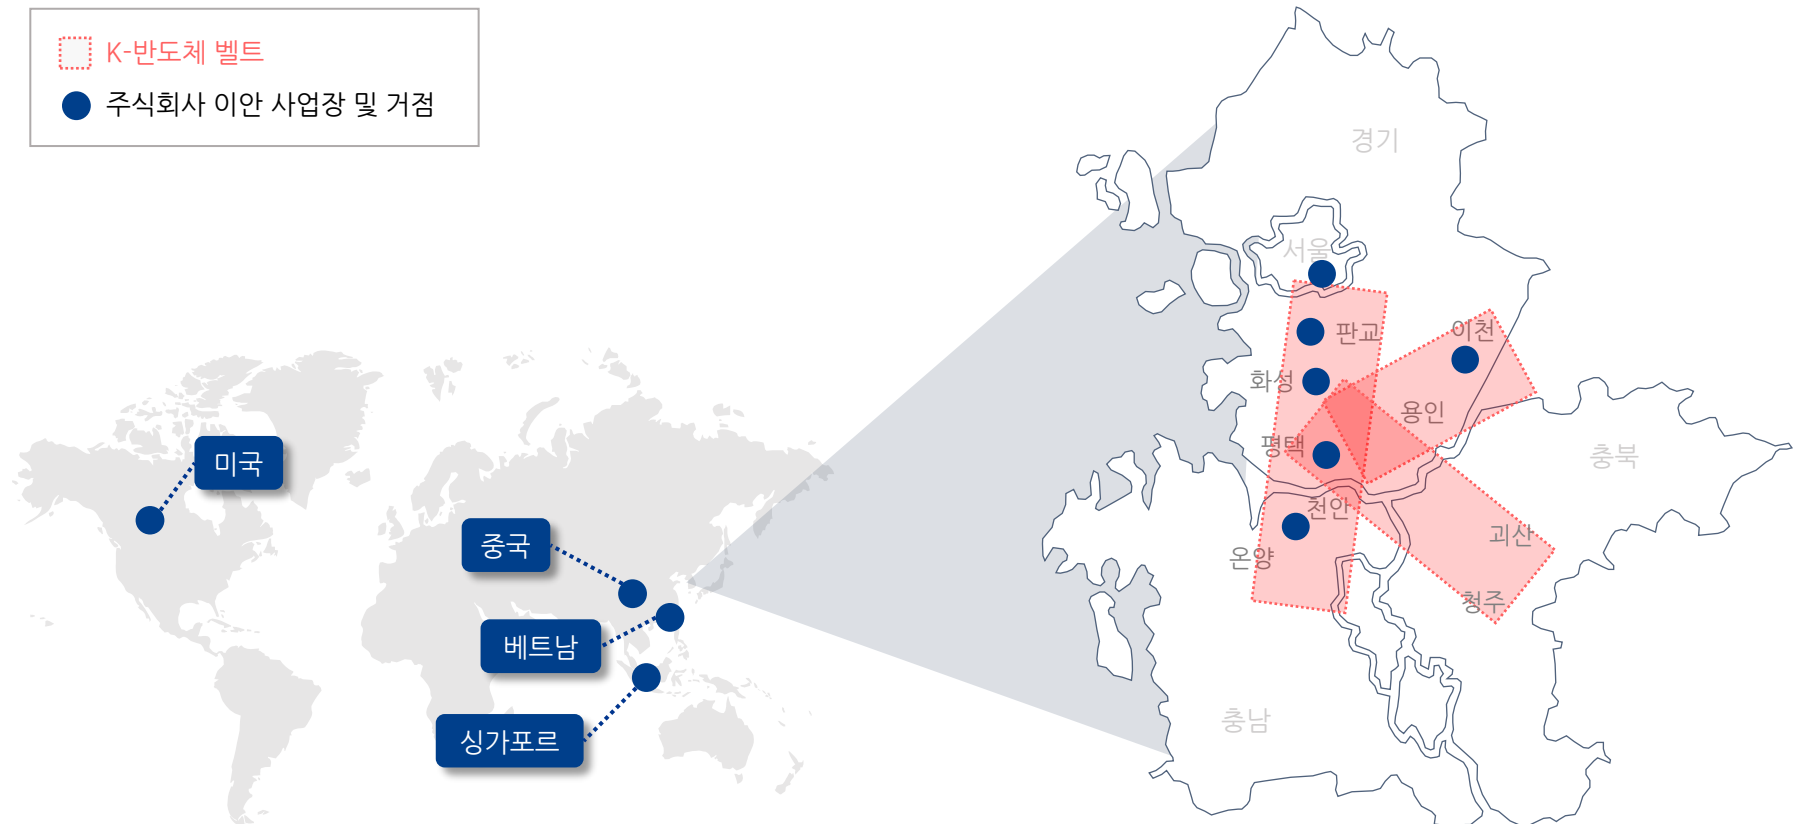 K-반도체 벨트
주식회사 이안 사업장 및 거점
경기
서울
판교
이천
화성
용인
평택
충북
천안
괴산
온양
청주
충남
미국
중국
베트남
싱가포르